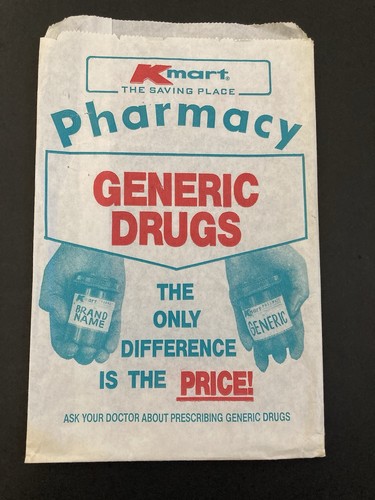 Kmart®
THE SAVING PLACE
Pharmacy
GENERIC
DRUGS
Kmart
BRAND
NAME
GENERIC
THE
ONLY
DIFFERENCE
IS THE PRICE!
ASK YOUR DOCTOR ABOUT PRESCRIBING GENERIC DRUGS